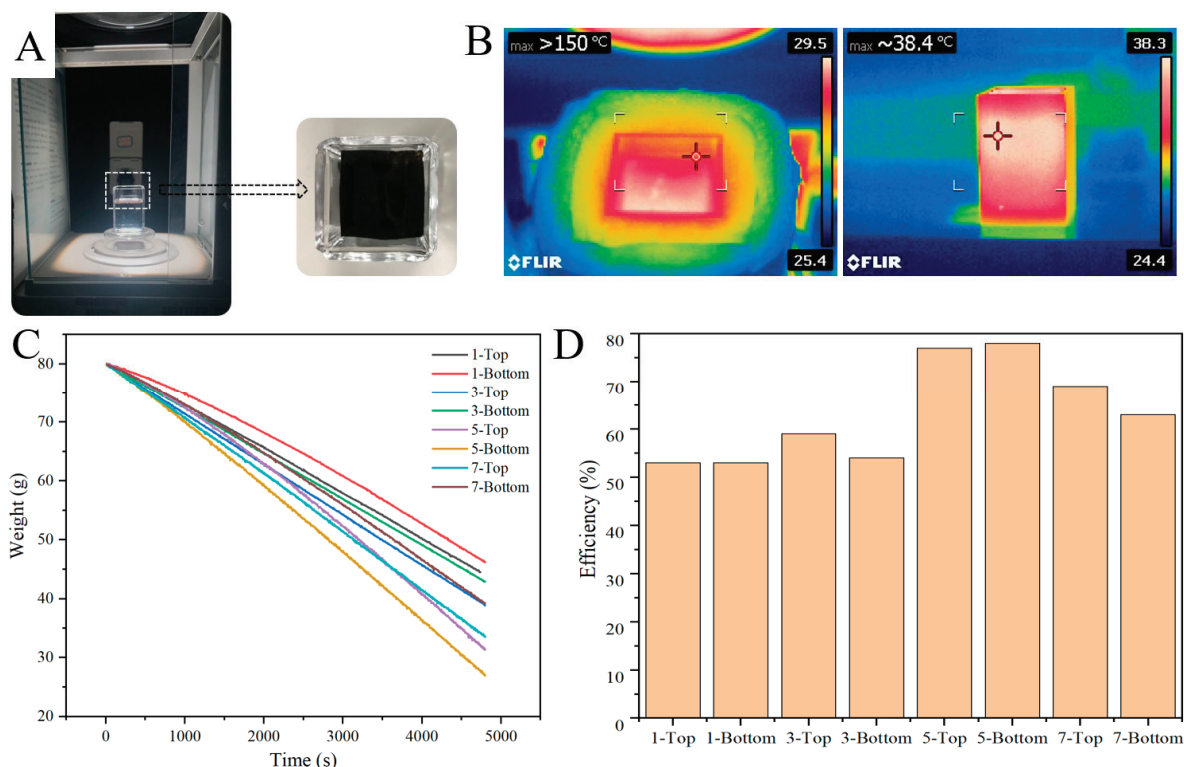 A
B
max >150 °C
29.5
25.4
FLIR
max ~38.4 °C
38.3
24.4
FLIR
C
80
70
60
50
40
30
20
Weight (g)
0 1000 2000 3000 4000 5000
Time (s)
1-Top
1-Bottom
3-Top
3-Bottom
5-Top
5-Bottom
7-Top
7-Bottom
D
80
70
60
50
40
30
20
10
0
Efficiency (%)
1-Top 1-Bottom 3-Top 3-Bottom 5-Top 5-Bottom 7-Top 7-Bottom